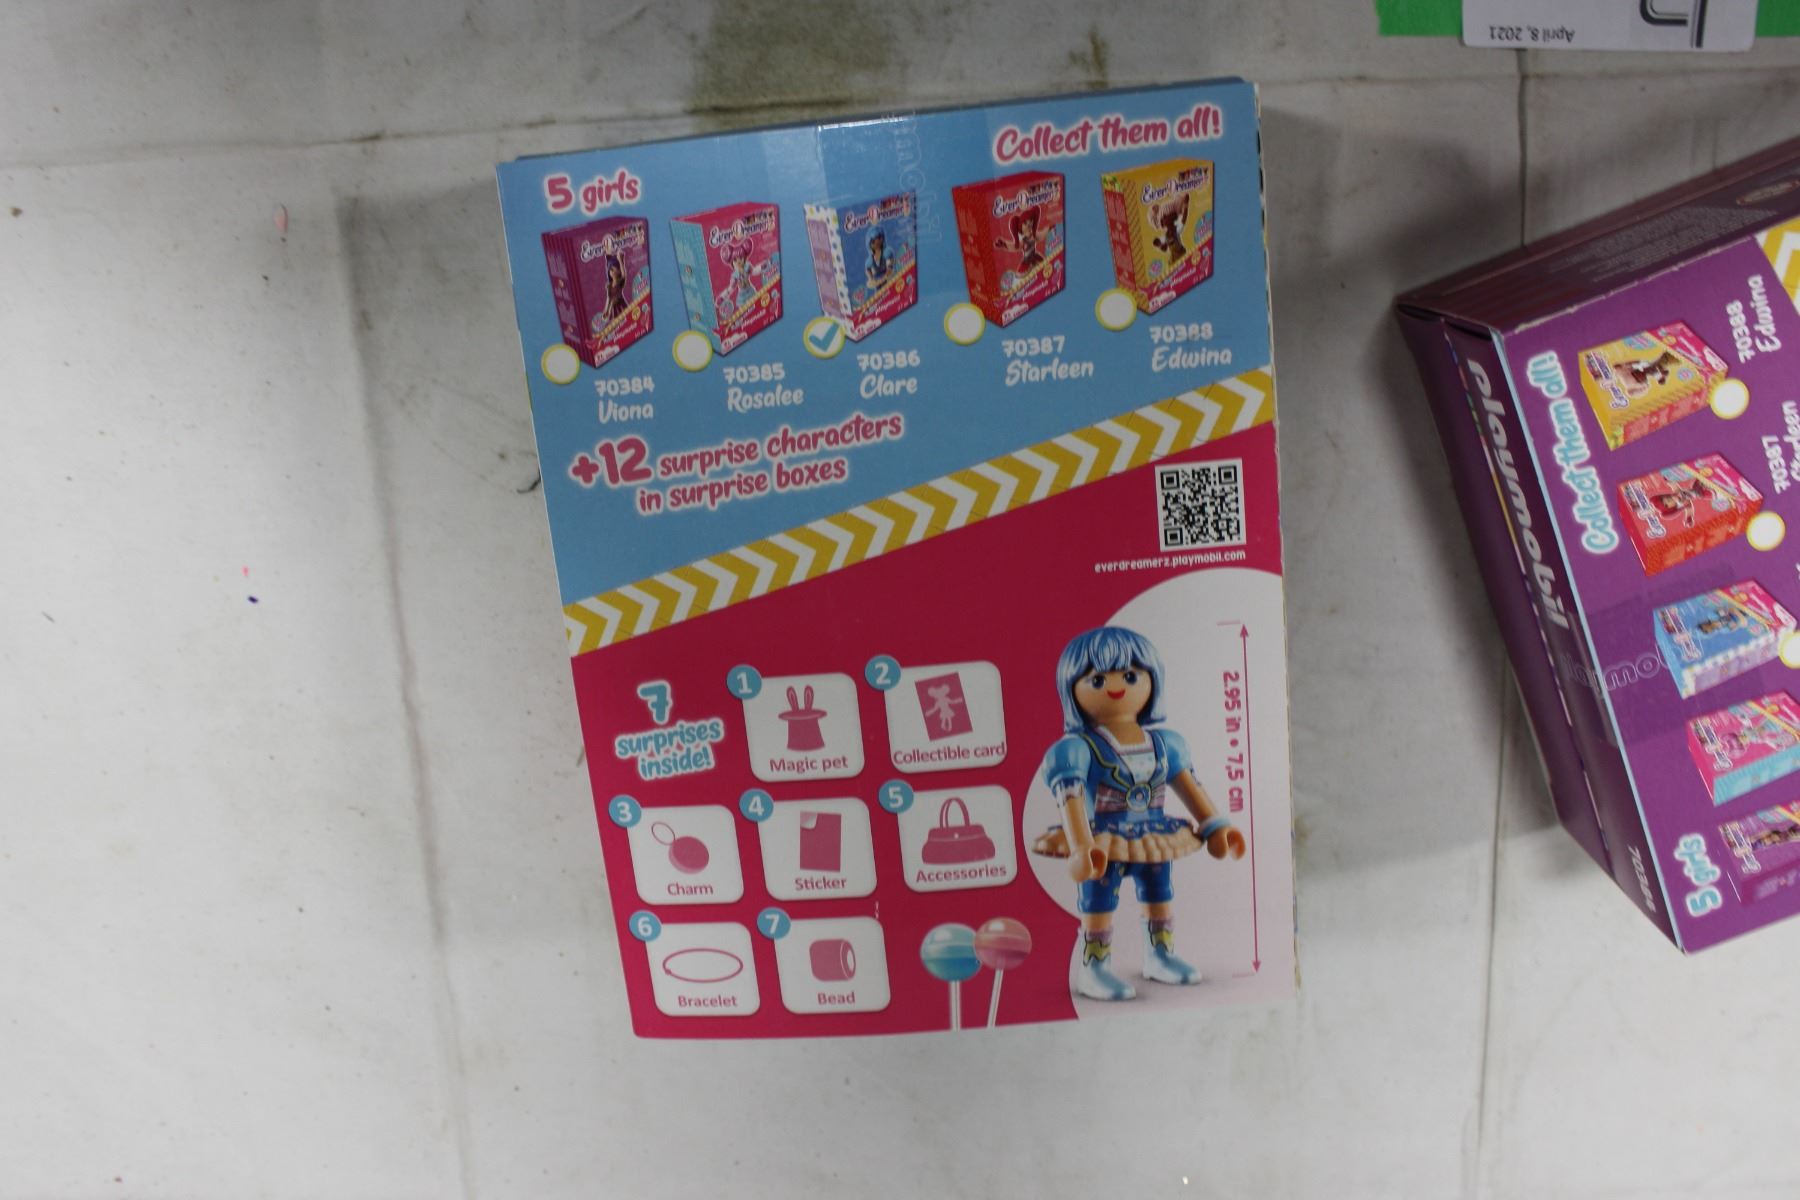 April 8, 2021
5 girls
Collect them all!
70384
Viona
70385
Rosalee
70386
Clare
70387
Starleen
70388
Edwina
+12 surprise characters
in surprise boxes
everdreamerz.playmobil.com
7
surprises
inside!
1
Magic pet
2
Collectible card
3
Charm
4
Sticker
5
Accessories
6
Bracelet
7
Bead
2.95 in • 7,5 cm
playmobil
70384
Collect them all!
5 girls
70388
Edwina
70387
Starleen